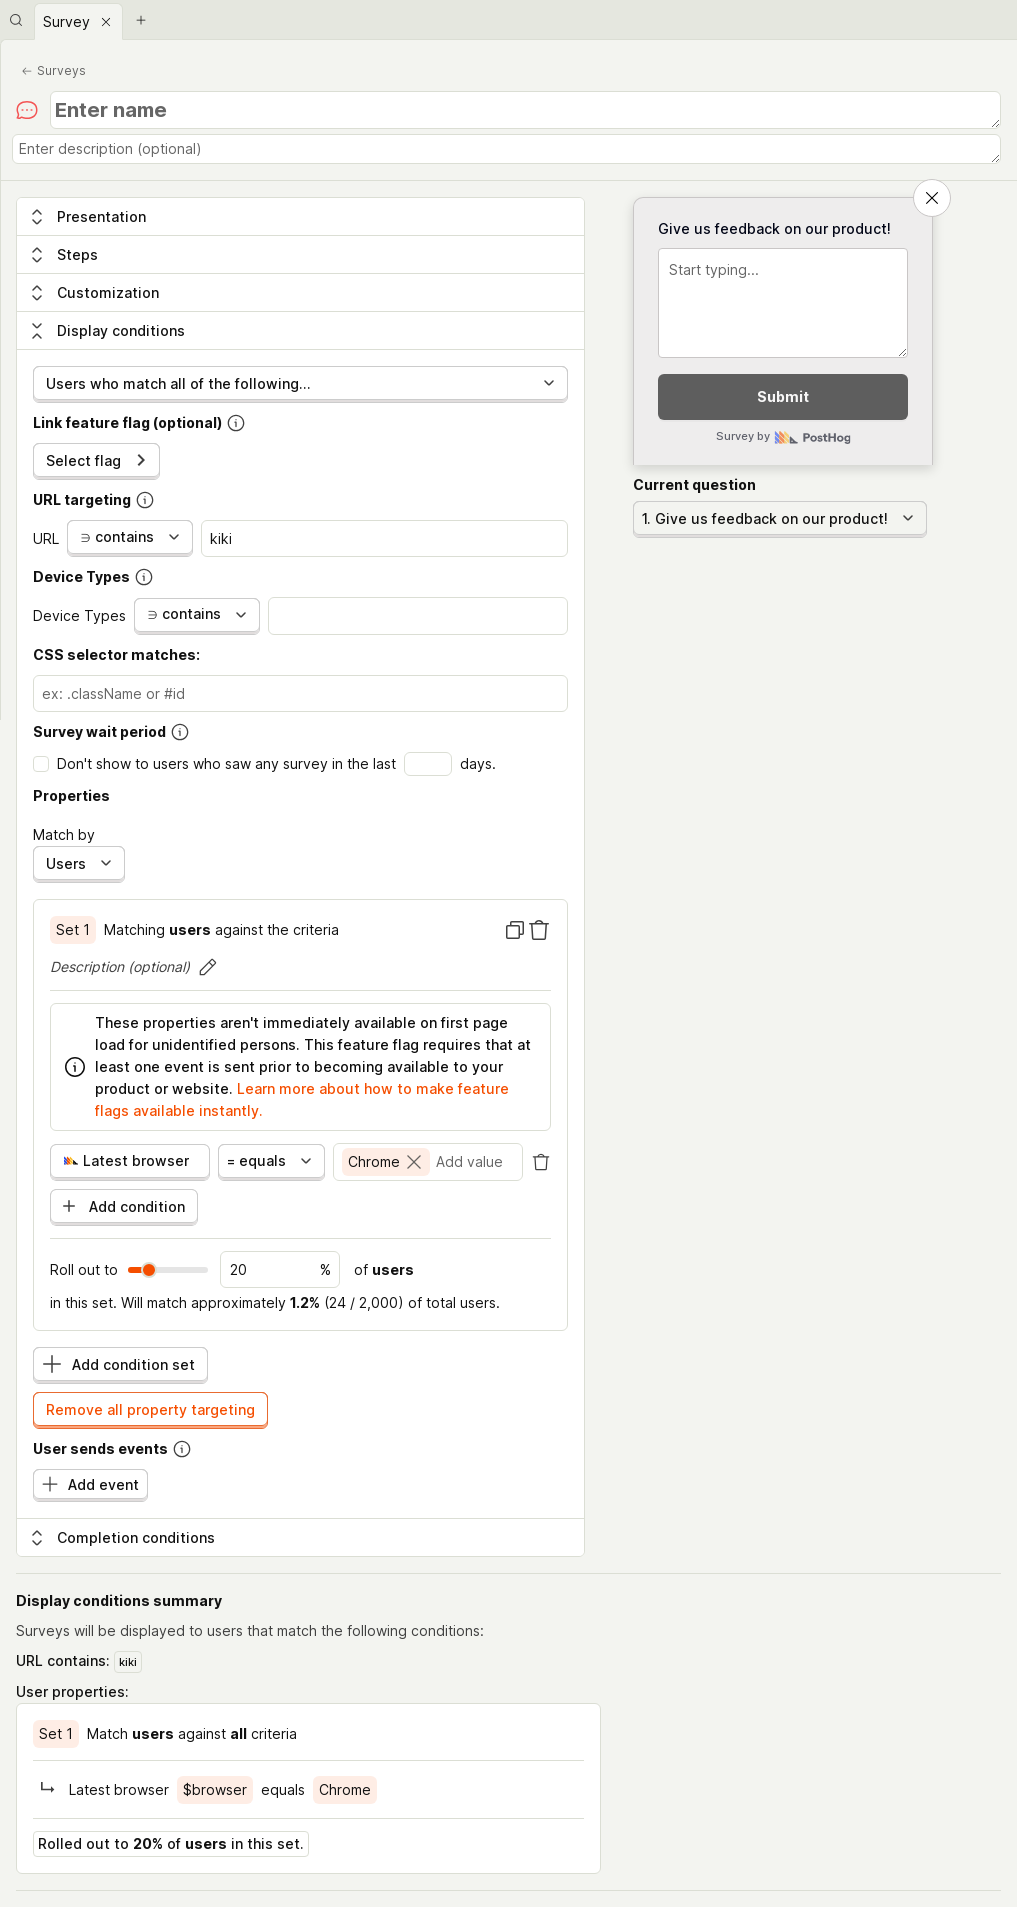 Survey
← Surveys
Enter name
Enter description (optional)
Presentation
Steps
Customization
Display conditions
Users who match all of the following...
Link feature flag (optional)
Select flag
URL targeting
URL ∋ contains kiki
Device Types
Device Types ∋ contains
CSS selector matches:
ex: .className or #id
Survey wait period
Don't show to users who saw any survey in the last days.
Properties
Match by
Users
Set 1 Matching users against the criteria
Description (optional)
These properties aren't immediately available on first page
load for unidentified persons. This feature flag requires that at
least one event is sent prior to becoming available to your
product or website. Learn more about how to make feature
flags available instantly.
Latest browser = equals Chrome Add value
Add condition
Roll out to 20 % of users
in this set. Will match approximately 1.2% (24 / 2,000) of total users.
Add condition set
Remove all property targeting
User sends events
Add event
Completion conditions
Give us feedback on our product!
Start typing...
Submit
Survey by PostHog
Current question
1. Give us feedback on our product!
Display conditions summary
Surveys will be displayed to users that match the following conditions:
URL contains: kiki
User properties:
Set 1 Match users against all criteria
Latest browser $browser equals Chrome
Rolled out to 20% of users in this set.